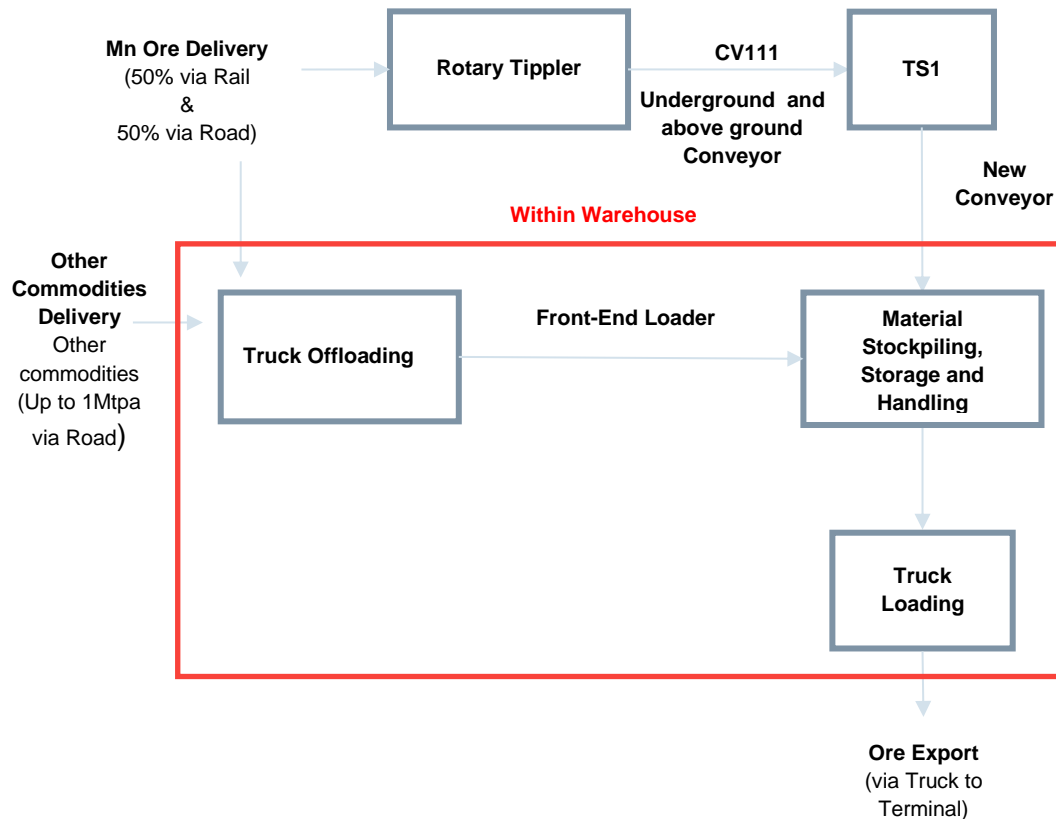 Mn Ore Delivery
(50% via Rail
&
50% via Road)
Rotary Tippler
CV111
Underground and
above ground
Conveyor
TS1
New
Conveyor
Within Warehouse
Other
Commodities
Delivery
Other
commodities
(Up to 1Mtpa
via Road)
Truck Offloading
Front-End Loader
Material
Stockpiling,
Storage and
Handling
Truck
Loading
Ore Export
(via Truck to
Terminal)